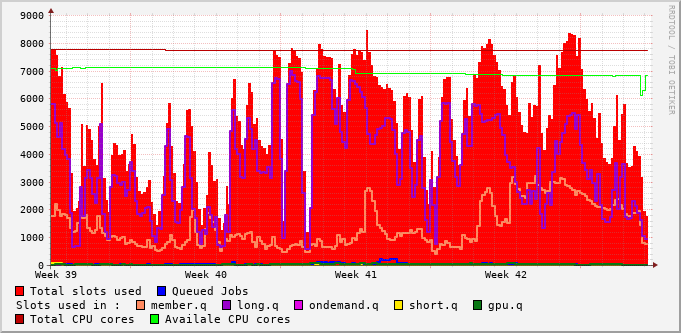 9000
8000
7000
6000
5000
4000
3000
2000
1000
0
Week 39 Week 40 Week 41 Week 42
Total slots used Queued Jobs
Slots used in : member.q long.q ondemand.q short.q gpu.q
Total CPU cores Availale CPU cores
RRDTOOL / TOBI OETIKER